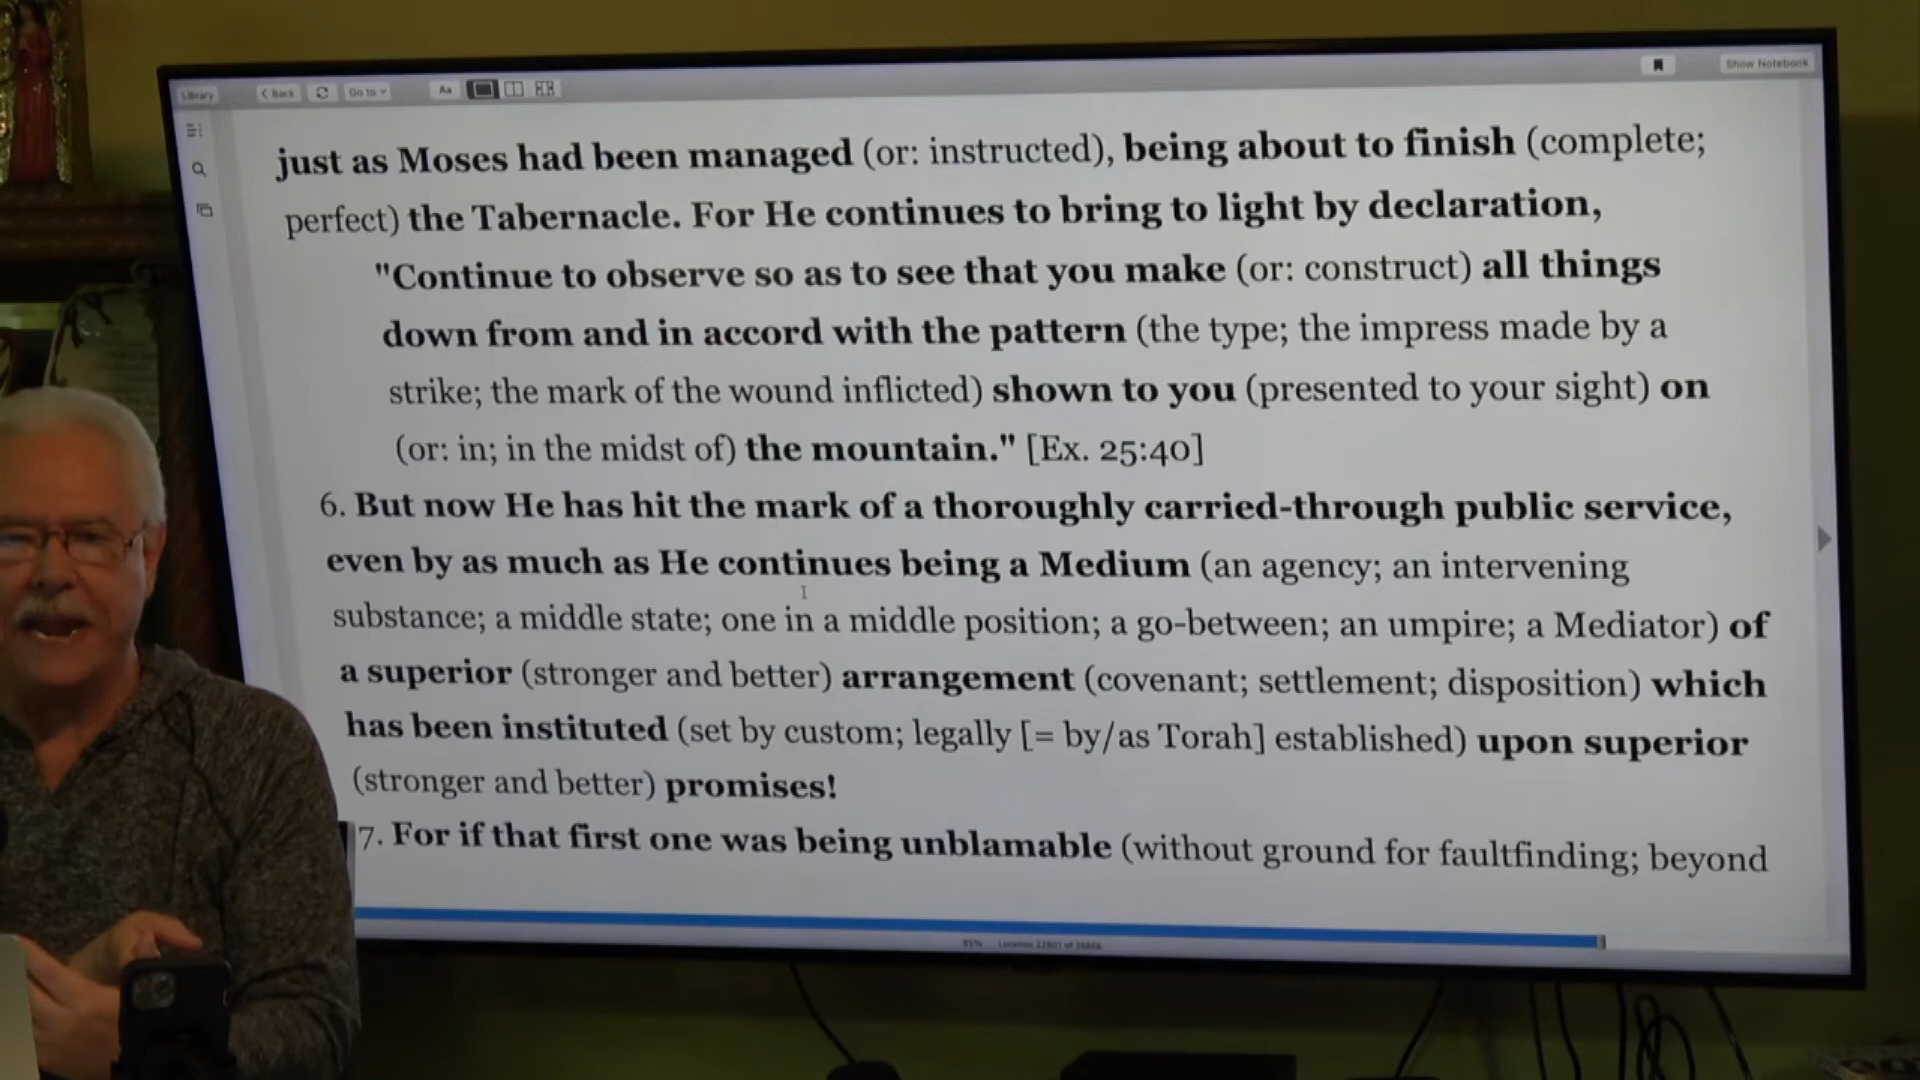 Library < Back Go to Aa Show Notebook
just as Moses had been managed (or: instructed), being about to finish (complete;
perfect) the Tabernacle. For He continues to bring to light by declaration,
"Continue to observe so as to see that you make (or: construct) all things
down from and in accord with the pattern (the type; the impress made by a
strike; the mark of the wound inflicted) shown to you (presented to your sight) on
(or: in; in the midst of) the mountain." [Ex. 25:40]
6. But now He has hit the mark of a thoroughly carried-through public service,
even by as much as He continues being a Medium (an agency; an intervening
substance; a middle state; one in a middle position; a go-between; an umpire; a Mediator) of
a superior (stronger and better) arrangement (covenant; settlement; disposition) which
has been instituted (set by custom; legally [= by/as Torah] established) upon superior
(stronger and better) promises!
7. For if that first one was being unblamable (without ground for faultfinding; beyond